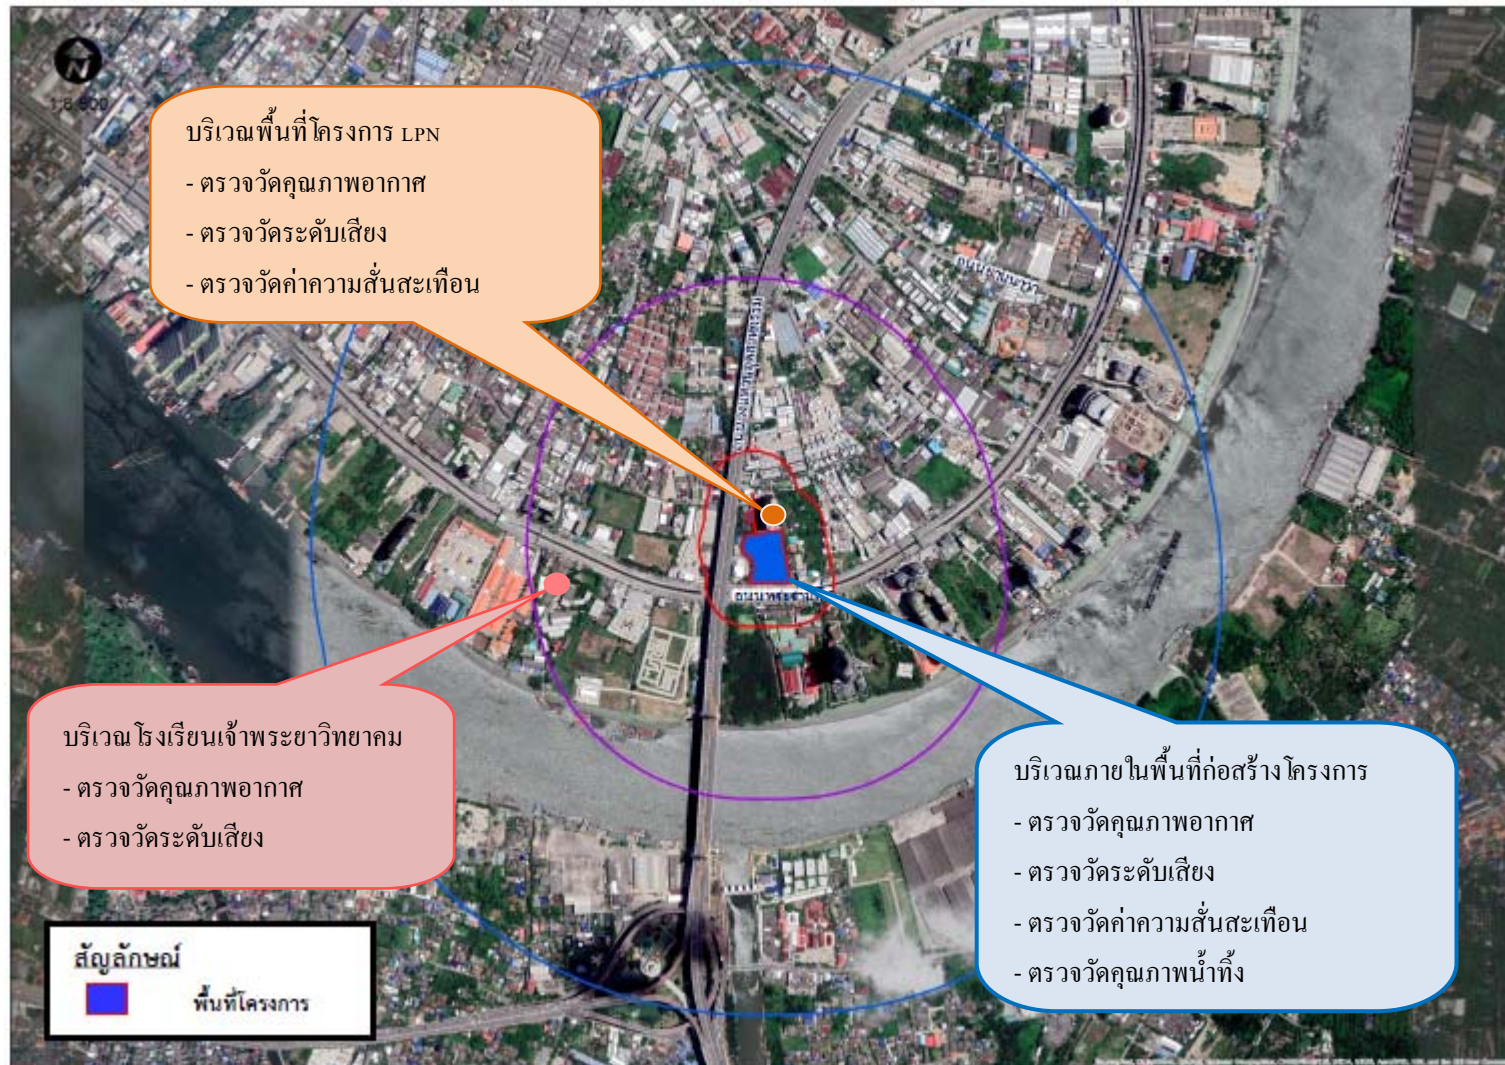 N
บริเวณพื้นที่โครงการ LPN
- ตรวจวัดคุณภาพอากาศ
- ตรวจวัดระดับเสียง
- ตรวจวัดค่าความสั่นสะเทือน
บริเวณโรงเรียนเจ้าพระยาวิทยาคม
- ตรวจวัดคุณภาพอากาศ
- ตรวจวัดระดับเสียง
บริเวณภายในพื้นที่ก่อสร้างโครงการ
- ตรวจวัดคุณภาพอากาศ
- ตรวจวัดระดับเสียง
- ตรวจวัดค่าความสั่นสะเทือน
- ตรวจวัดคุณภาพน้ำทิ้ง
สัญลักษณ์
พื้นที่โครงการ